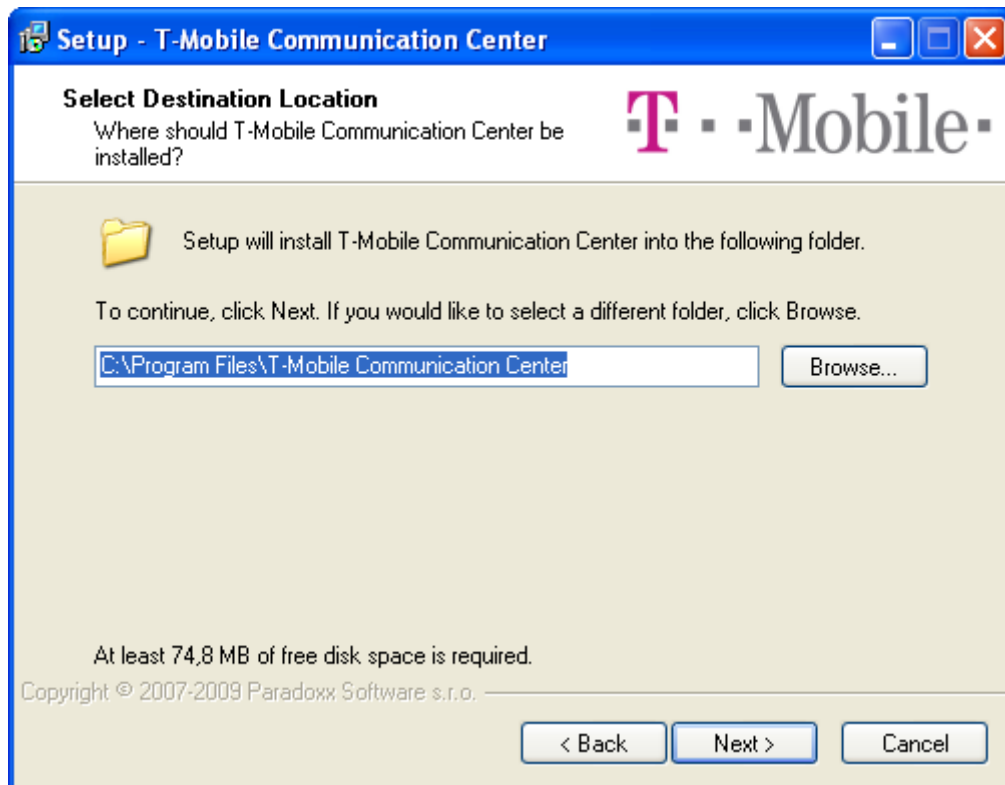 Setup - T-Mobile Communication Center
Select Destination Location
Where should T-Mobile Communication Center be
installed?
T · · Mobile ·
Setup will install T-Mobile Communication Center into the following folder.
To continue, click Next. If you would like to select a different folder, click Browse.
C:\Program Files\T-Mobile Communication Center
Browse...
At least 74,8 MB of free disk space is required.
Copyright © 2007-2009 Paradoxx Software s.r.o.
< Back
Next >
Cancel